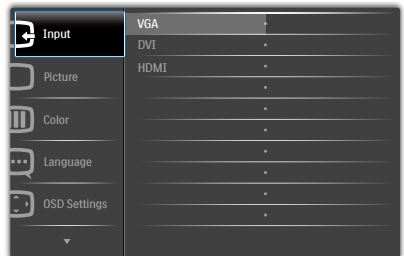 Input
Picture
Color
Language
OSD Settings
VGA
DVI
HDMI